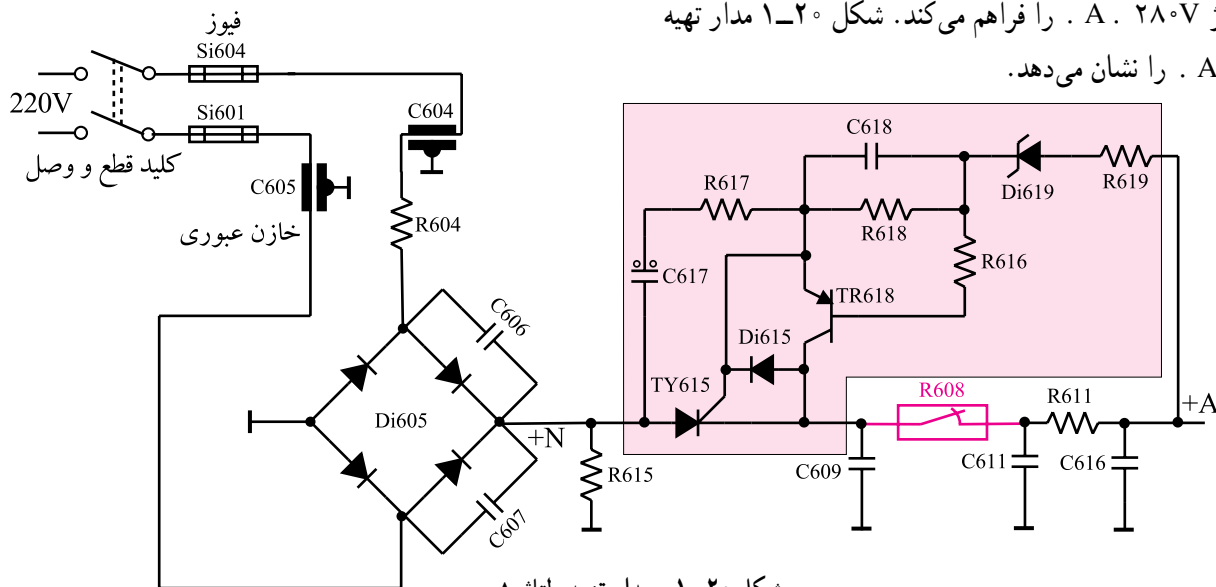 ۲۸۰V . A . را فراهم می‌کند. شکل ۲۰ــ۱ مدار تهیه
A . را نشان می‌دهد.
فیوز
Si604
220V
Si601
کلید قطع و وصل
C604
C605
خازن عبوری
R604
C606
Di605
C607
+N
R615
C618
R617
R618
Di619
R619
C617
R616
TR618
Di615
TY615
R608
R611
+A
C609
C611
C616